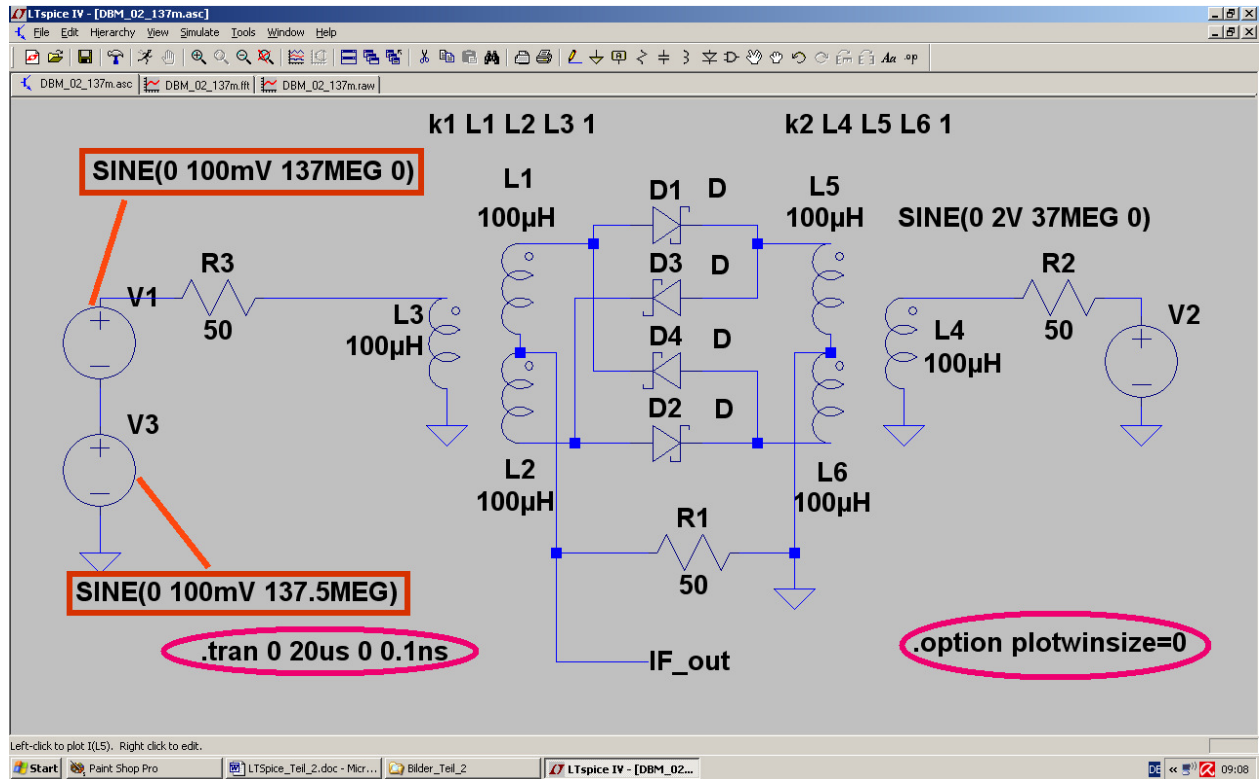 LTspice IV - [DBM_02_137m.asc]
File Edit Hierarchy View Simulate Tools Window Help
Aa .op
DBM_02_137m.asc DBM_02_137m.fft DBM_02_137m.raw
k1 L1 L2 L3 1
k2 L4 L5 L6 1
SINE(0 100mV 137MEG 0)
L1
100µH
D1 D
L5
100µH
SINE(0 2V 37MEG 0)
R3
50
V1
D3 D
R2
50
V2
L3
100µH
D4 D
L4
100µH
D2 D
V3
L2
100µH
L6
100µH
R1
50
SINE(0 100mV 137.5MEG)
.tran 0 20us 0 0.1ns
IF_out
.option plotwinsize=0
Left-click to plot I(L5). Right click to edit.
Start Paint Shop Pro LTSpice_Teil_2.doc - Micr... Bilder_Teil_2 LTspice IV - [DBM_02... DE « 09:08